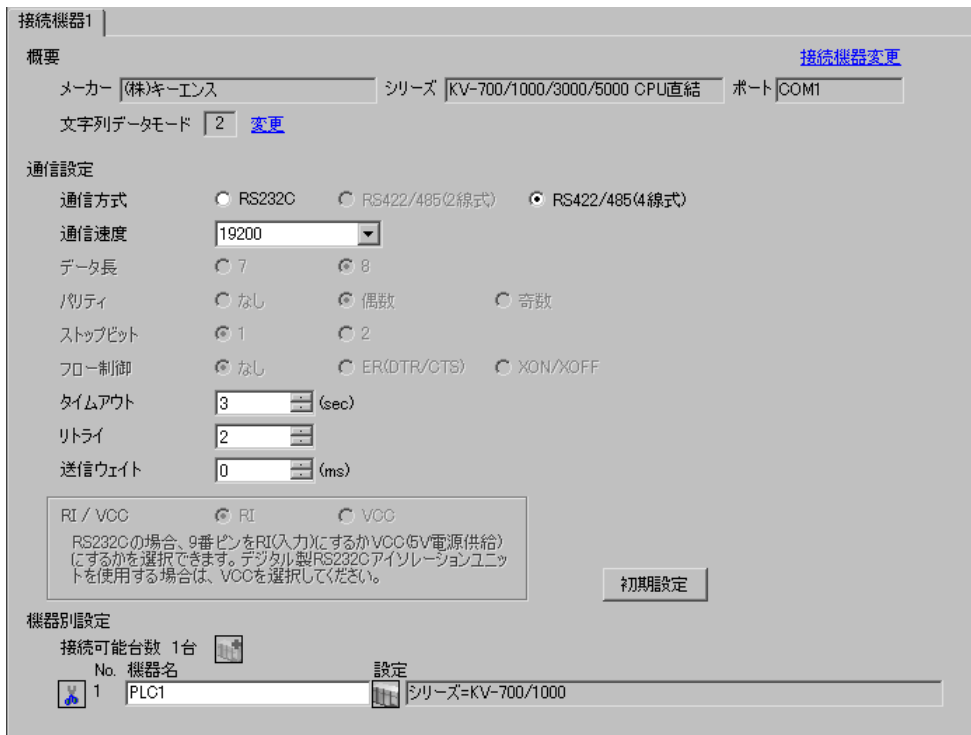 接続機器1
概要 接続機器変更
メーカー (株)キーエンス シリーズ KV-700/1000/3000/5000 CPU直結 ポート COM1
文字列データモード 2 変更
通信設定
通信方式 RS232C RS422/485(2線式) RS422/485(4線式)
通信速度 19200
データ長 7 8
パリティ なし 偶数 奇数
ストップビット 1 2
フロー制御 なし ER(DTR/CTS) XON/XOFF
タイムアウト 3 (sec)
リトライ 2
送信ウェイト 0 (ms)
RI / VCC RI VCC
RS232Cの場合、9番ピンをRI(入力)にするかVCC(5V電源供給)
にするかを選択できます。デジタル製RS232Cアイソレーションユニッ
トを使用する場合は、VCCを選択してください。
初期設定
機器別設定
接続可能台数 1台
No. 機器名 設定
1 PLC1 シリーズ=KV-700/1000